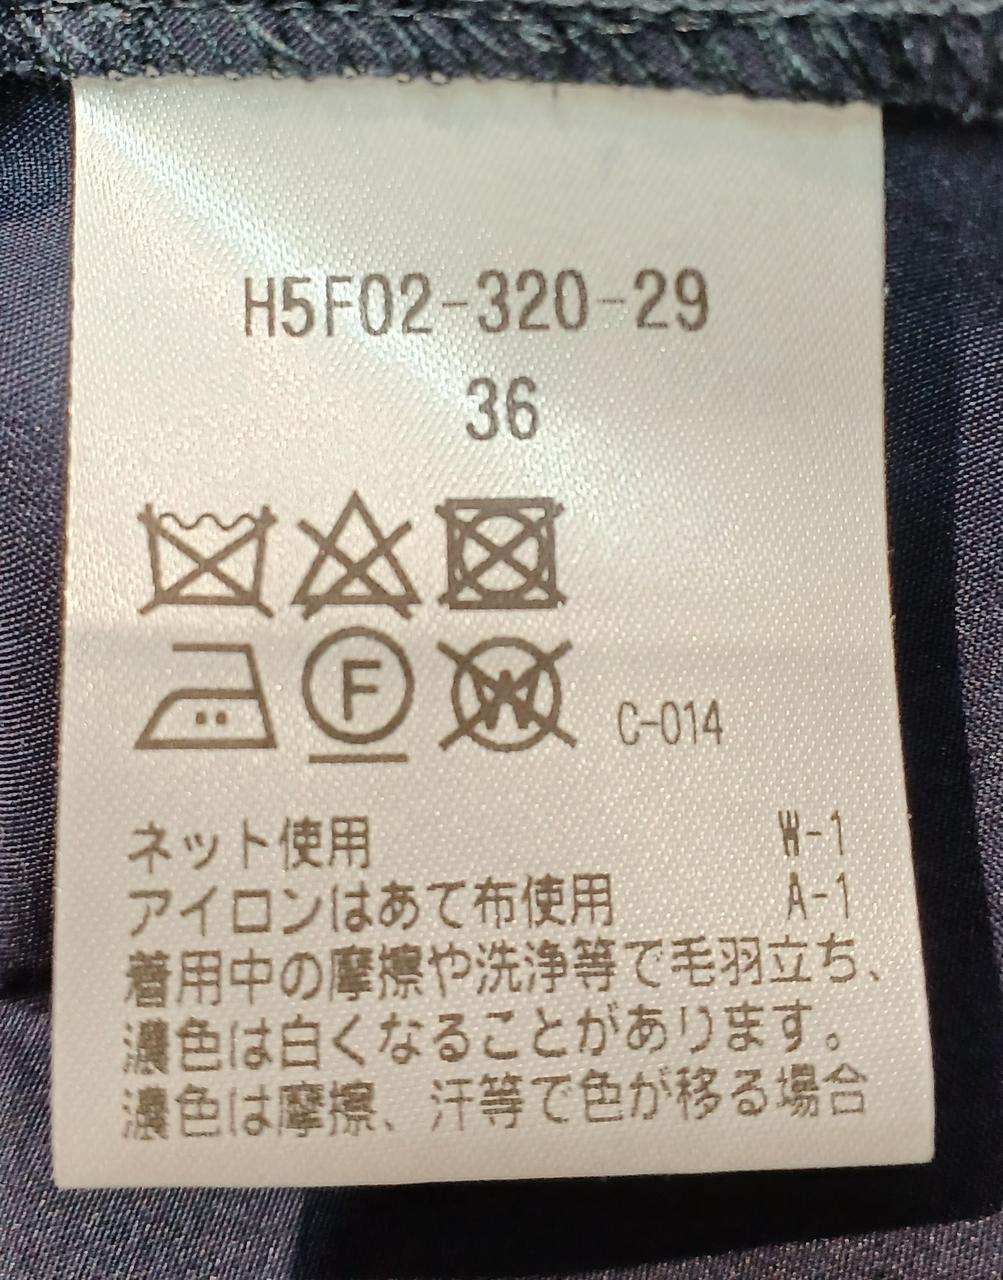 H5F02-320-29
36
F
W
C-014
ネット使用 W-1
アイロンはあて布使用 A-1
着用中の摩擦や洗浄等で毛羽立ち、
濃色は白くなることがあります。
濃色は摩擦、汗等で色が移る場合